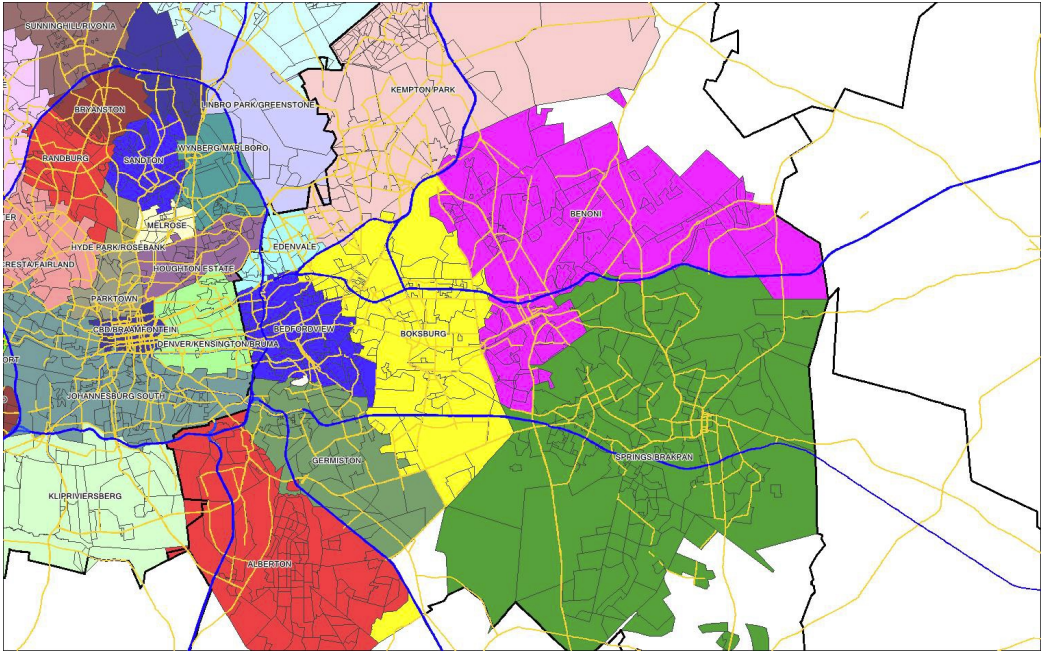 SUNNINGHILL/RIVONIA
KEMPTON PARK
LINBRO PARK/GREENSTONE
BRYANSTON
WYNBERG/MARLBORO
RANDBURG
SANDTON
BENONI
MELROSE
HYDE PARK/ROSEBANK
EDENVALE
CRESTA/FAIRLAND
HOUGHTON ESTATE
PARKTOWN
CBD/BRAAMFONTEIN
BEDFORDVIEW
BOKSBURG
DENVER/KENSINGTON/BRUMA
ORT
JOHANNESBURG SOUTH
GERMISTON
SPRINGS/BRAKPAN
KLIPRIVIERSBERG
ALBERTON